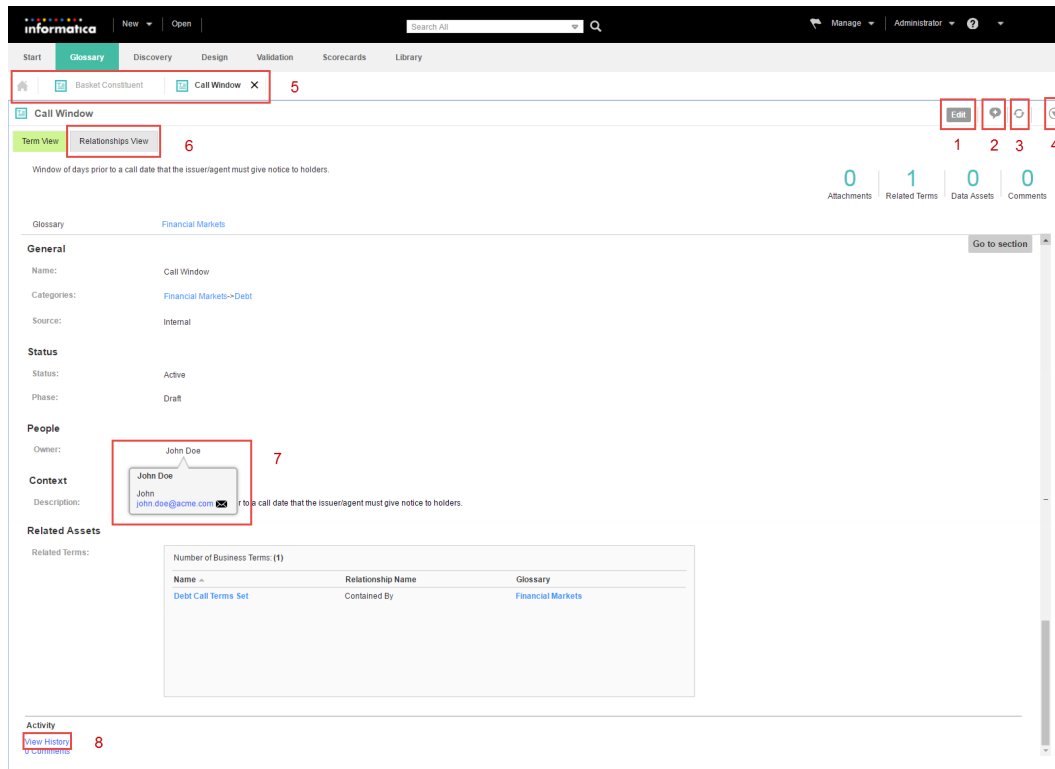 informatica New Open Search All Manage Administrator ?
Start Glossary Discovery Design Validation Scorecards Library
Basket Constituent Call Window X 5
Call Window Edit
1 2 3 4
Term View Relationships View 6
Window of days prior to a call date that the issuer/agent must give notice to holders.
0 1 0 0
Attachments Related Terms Data Assets Comments
Glossary Financial Markets
Go to section
General
Name: Call Window
Categories: Financial Markets->Debt
Source: Internal
Status
Status: Active
Phase: Draft
People
Owner: John Doe
7
John Doe
Context
John
Description: john.doe@acme.com r to a call date that the issuer/agent must give notice to holders.
Related Assets
Related Terms:
Number of Business Terms: (1)
Name Relationship Name Glossary
Debt Call Terms Set Contained By Financial Markets
Activity
View History 8
0 Comments